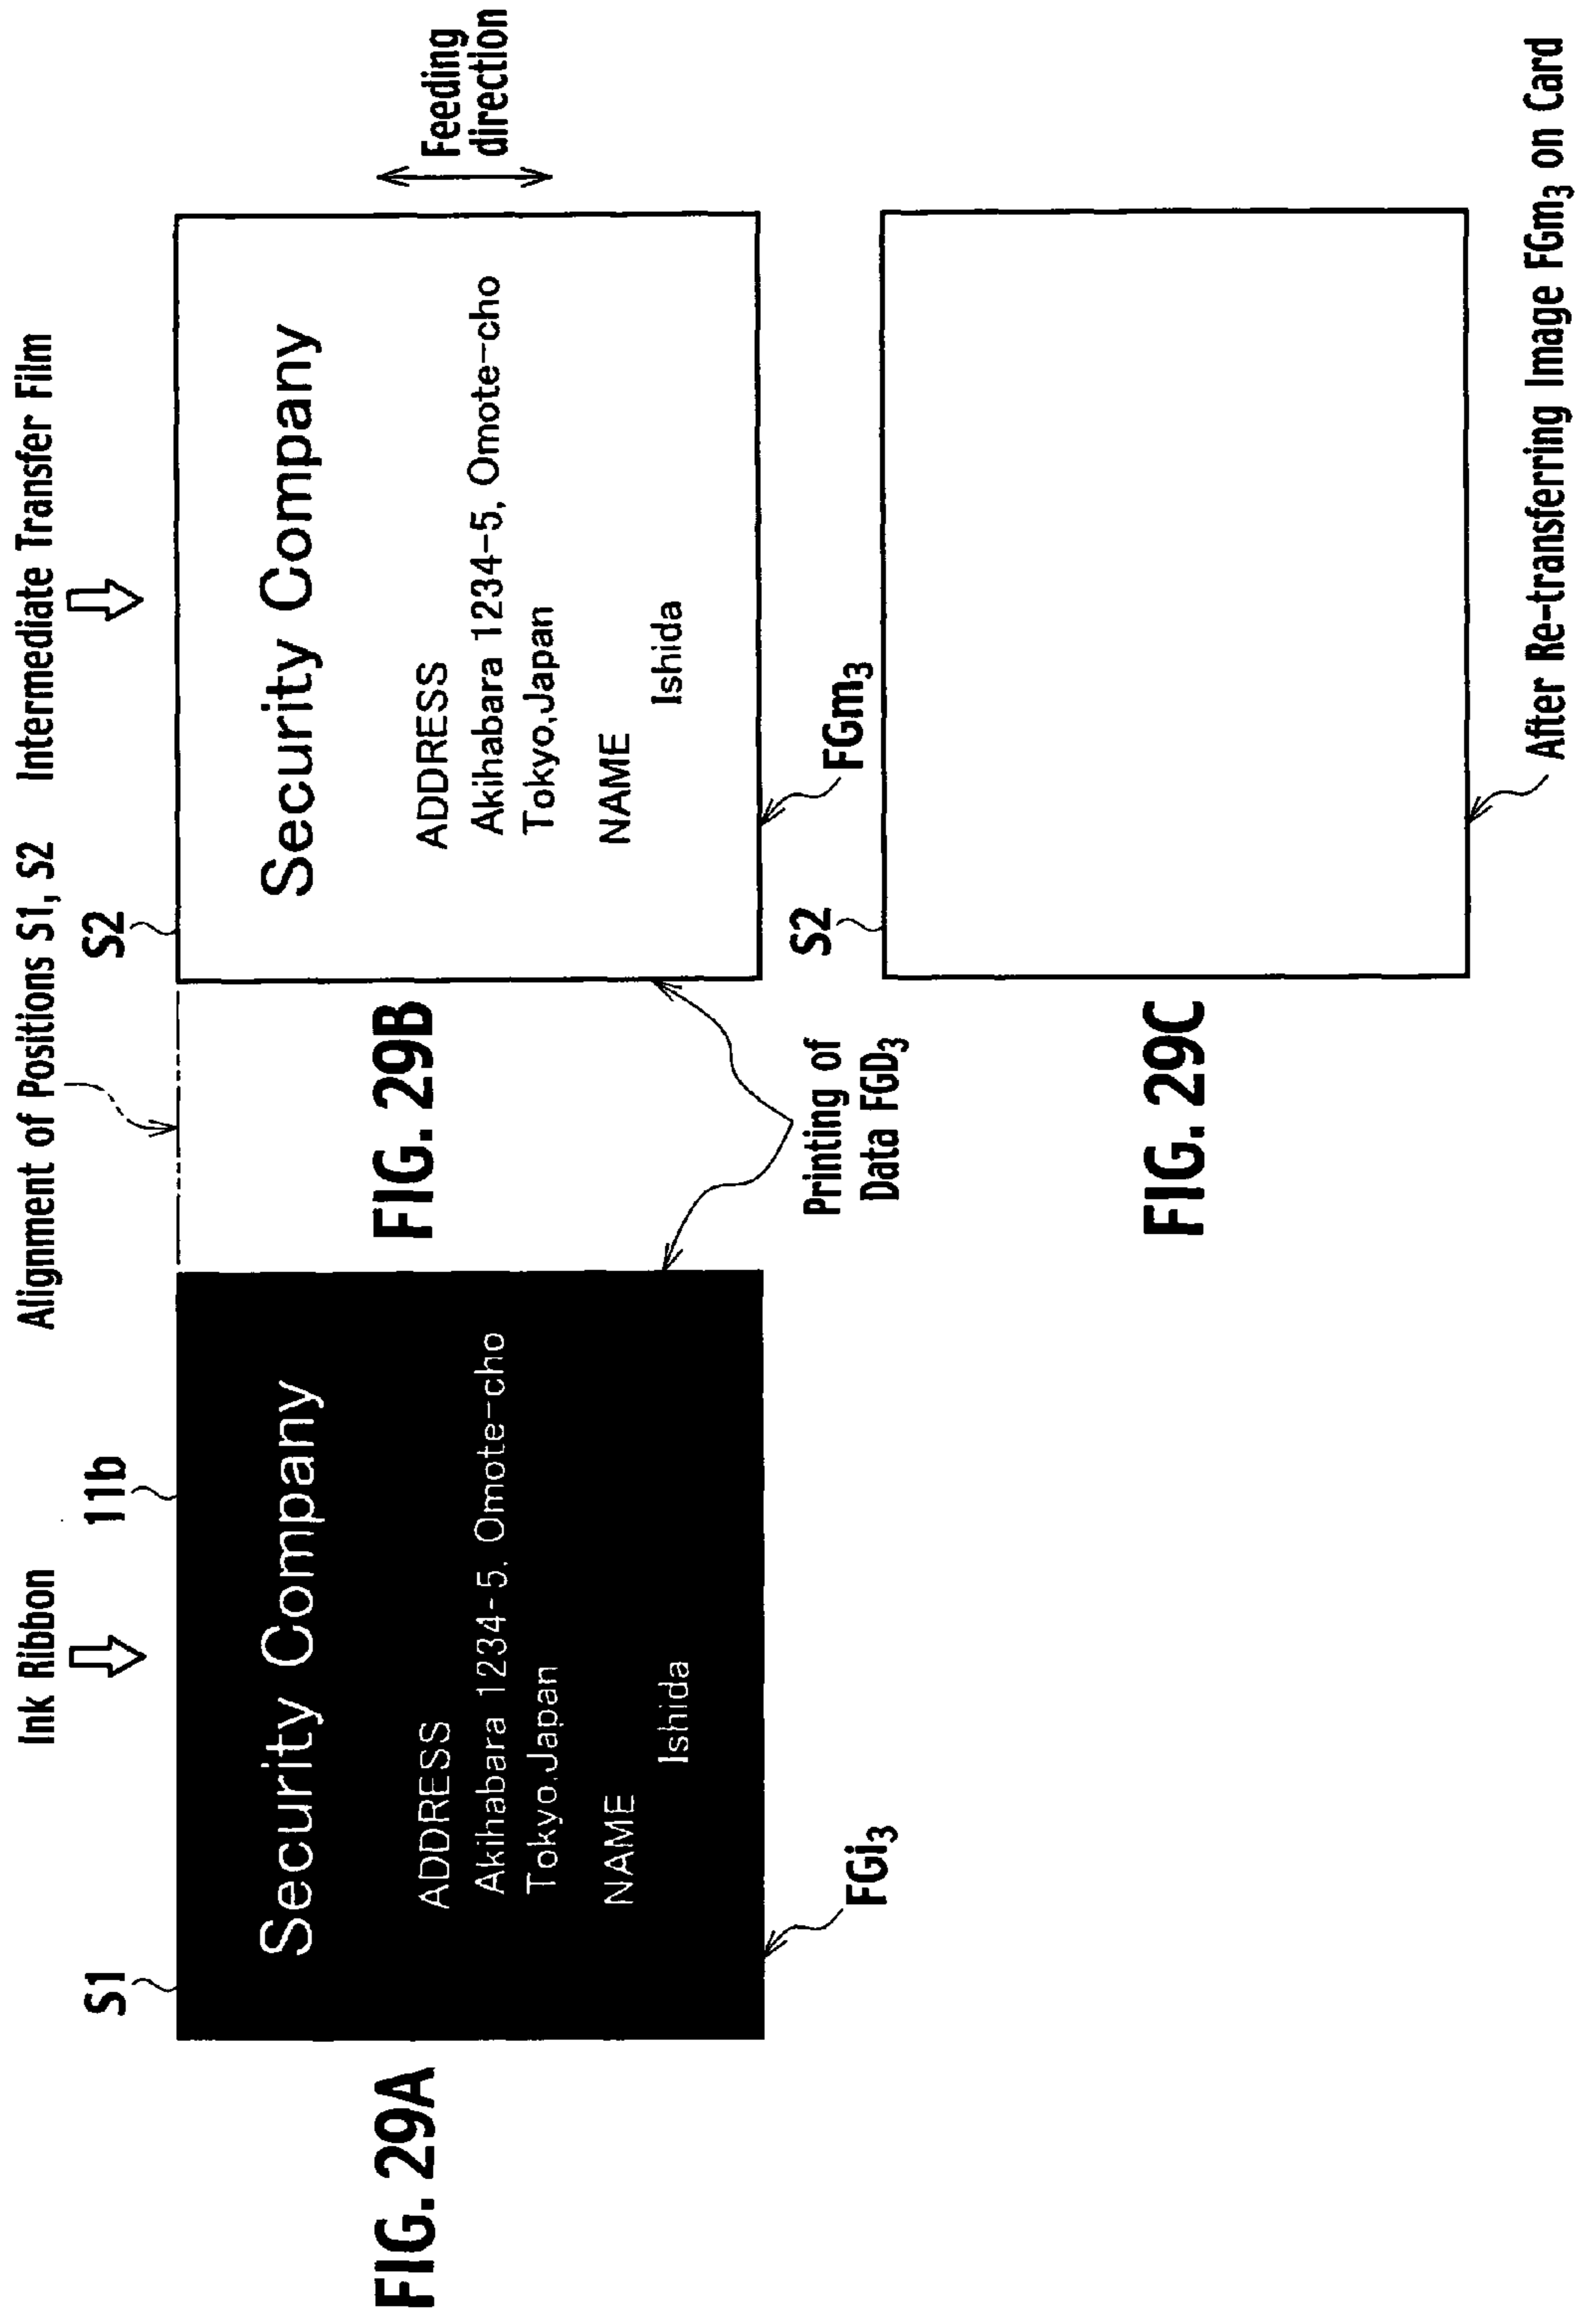 Ink Ribbon
Alignment of Positions S1, S2
Intermediate Transfer Film
S1
11b
S2
FIG. 29A
Security Company
ADDRESS
Akihabara 1234-5, Omote-cho
Tokyo,Japan
NAME
Ishida
FGi3
FIG. 29B
Security Company
ADDRESS
Akihabara 1234-5, Omote-cho
Tokyo,Japan
NAME
Ishida
FGm3
Feeding
direction
Printing of
Data FGD3
S2
FIG. 29C
After Re-transferring Image FGm3 on Card